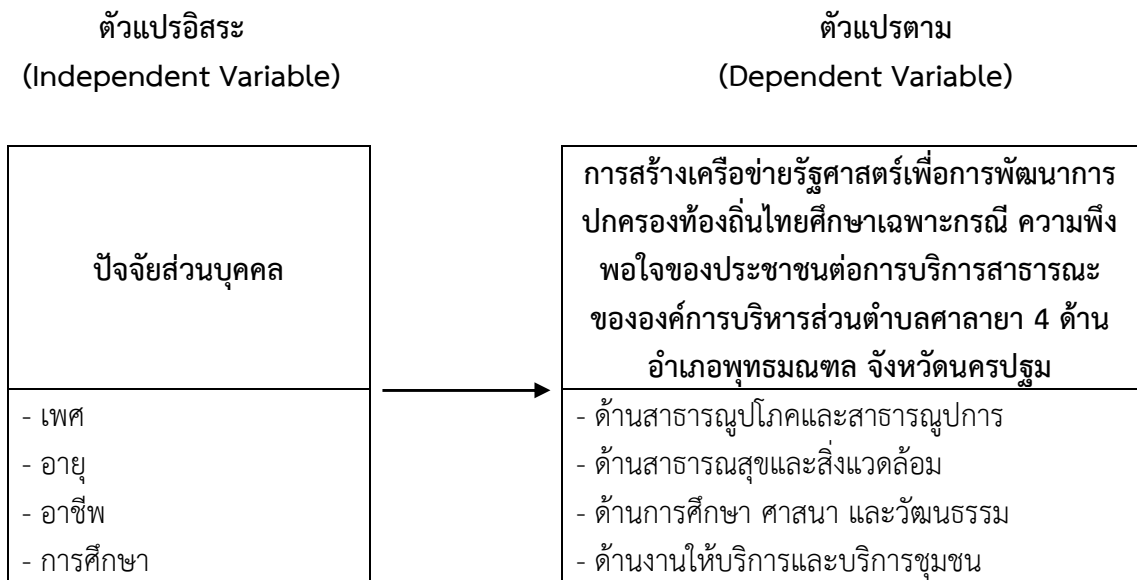 ตัวแปรอิสระ
(Independent Variable)
ตัวแปรตาม
(Dependent Variable)
ปัจจัยส่วนบุคคล
- เพศ
- อายุ
- อาชีพ
- การศึกษา
การสร้างเครือข่ายรัฐศาสตร์เพื่อการพัฒนาการ
ปกครองท้องถิ่นไทยศึกษาเฉพาะกรณี ความพึง
พอใจของประชาชนต่อการบริการสาธารณะ
ขององค์การบริหารส่วนตำบลศาลายา 4 ด้าน
อำเภอพุทธมณฑล จังหวัดนครปฐม
- ด้านสาธารณูปโภคและสาธารณูปการ
- ด้านสาธารณสุขและสิ่งแวดล้อม
- ด้านการศึกษา ศาสนา และวัฒนธรรม
- ด้านงานให้บริการและบริการชุมชน